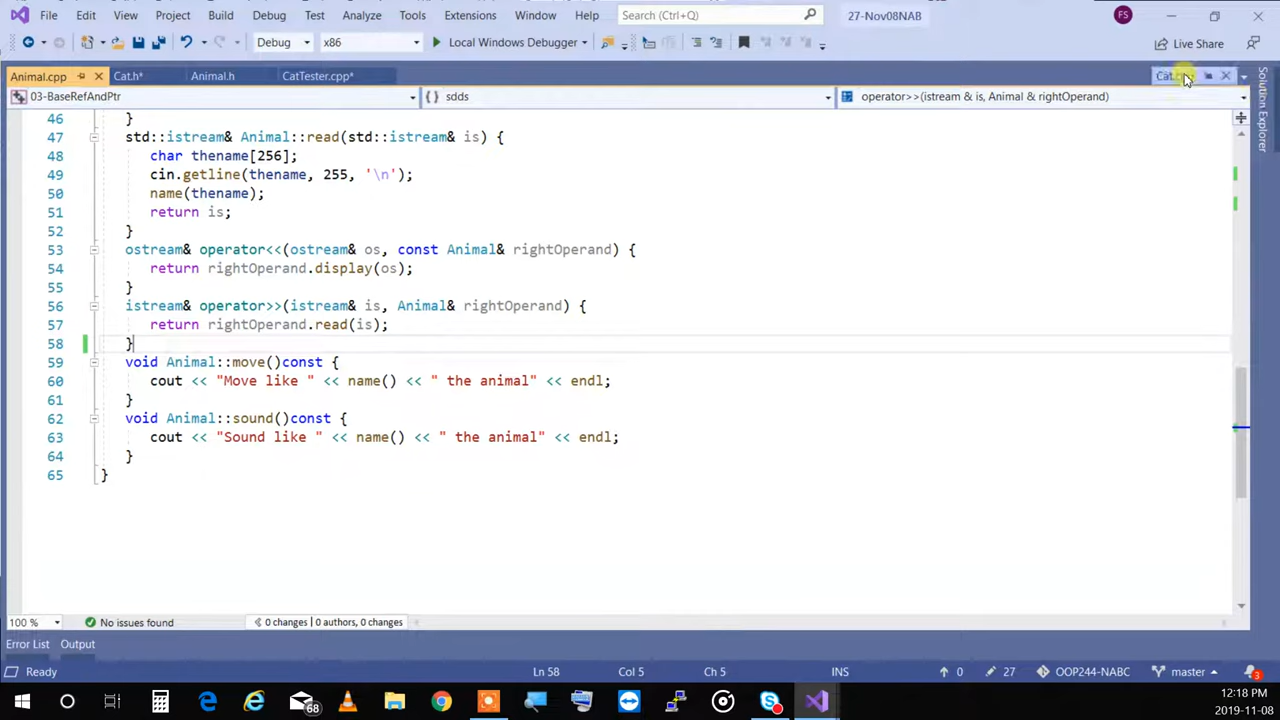 File Edit View Project Build Debug Test Analyze Tools Extensions Window Help Search (Ctrl+Q) 27-Nov08NAB FS
Debug x86 Local Windows Debugger Live Share
Animal.cpp Cat.h* Animal.h CatTester.cpp*
03-BaseRefAndPtr sdds operator>>(istream & is, Animal & rightOperand)
Solution Explorer
46 }
47 std::istream& Animal::read(std::istream& is) {
48 char thename[256];
49 cin.getline(thename, 255, '\n');
50 name(thename);
51 return is;
52 }
53 ostream& operator<<(ostream& os, const Animal& rightOperand) {
54 return rightOperand.display(os);
55 }
56 istream& operator>>(istream& is, Animal& rightOperand) {
57 return rightOperand.read(is);
58 }
59 void Animal::move()const {
60 cout << "Move like " << name() << " the animal" << endl;
61 }
62 void Animal::sound()const {
63 cout << "Sound like " << name() << " the animal" << endl;
64 }
65 }
100 % No issues found 0 changes | 0 authors, 0 changes
Error List Output
Ready Ln 58 Col 5 Ch 5 INS 0 27 OOP244-NABC master 3
68
12:18 PM
2019-11-08